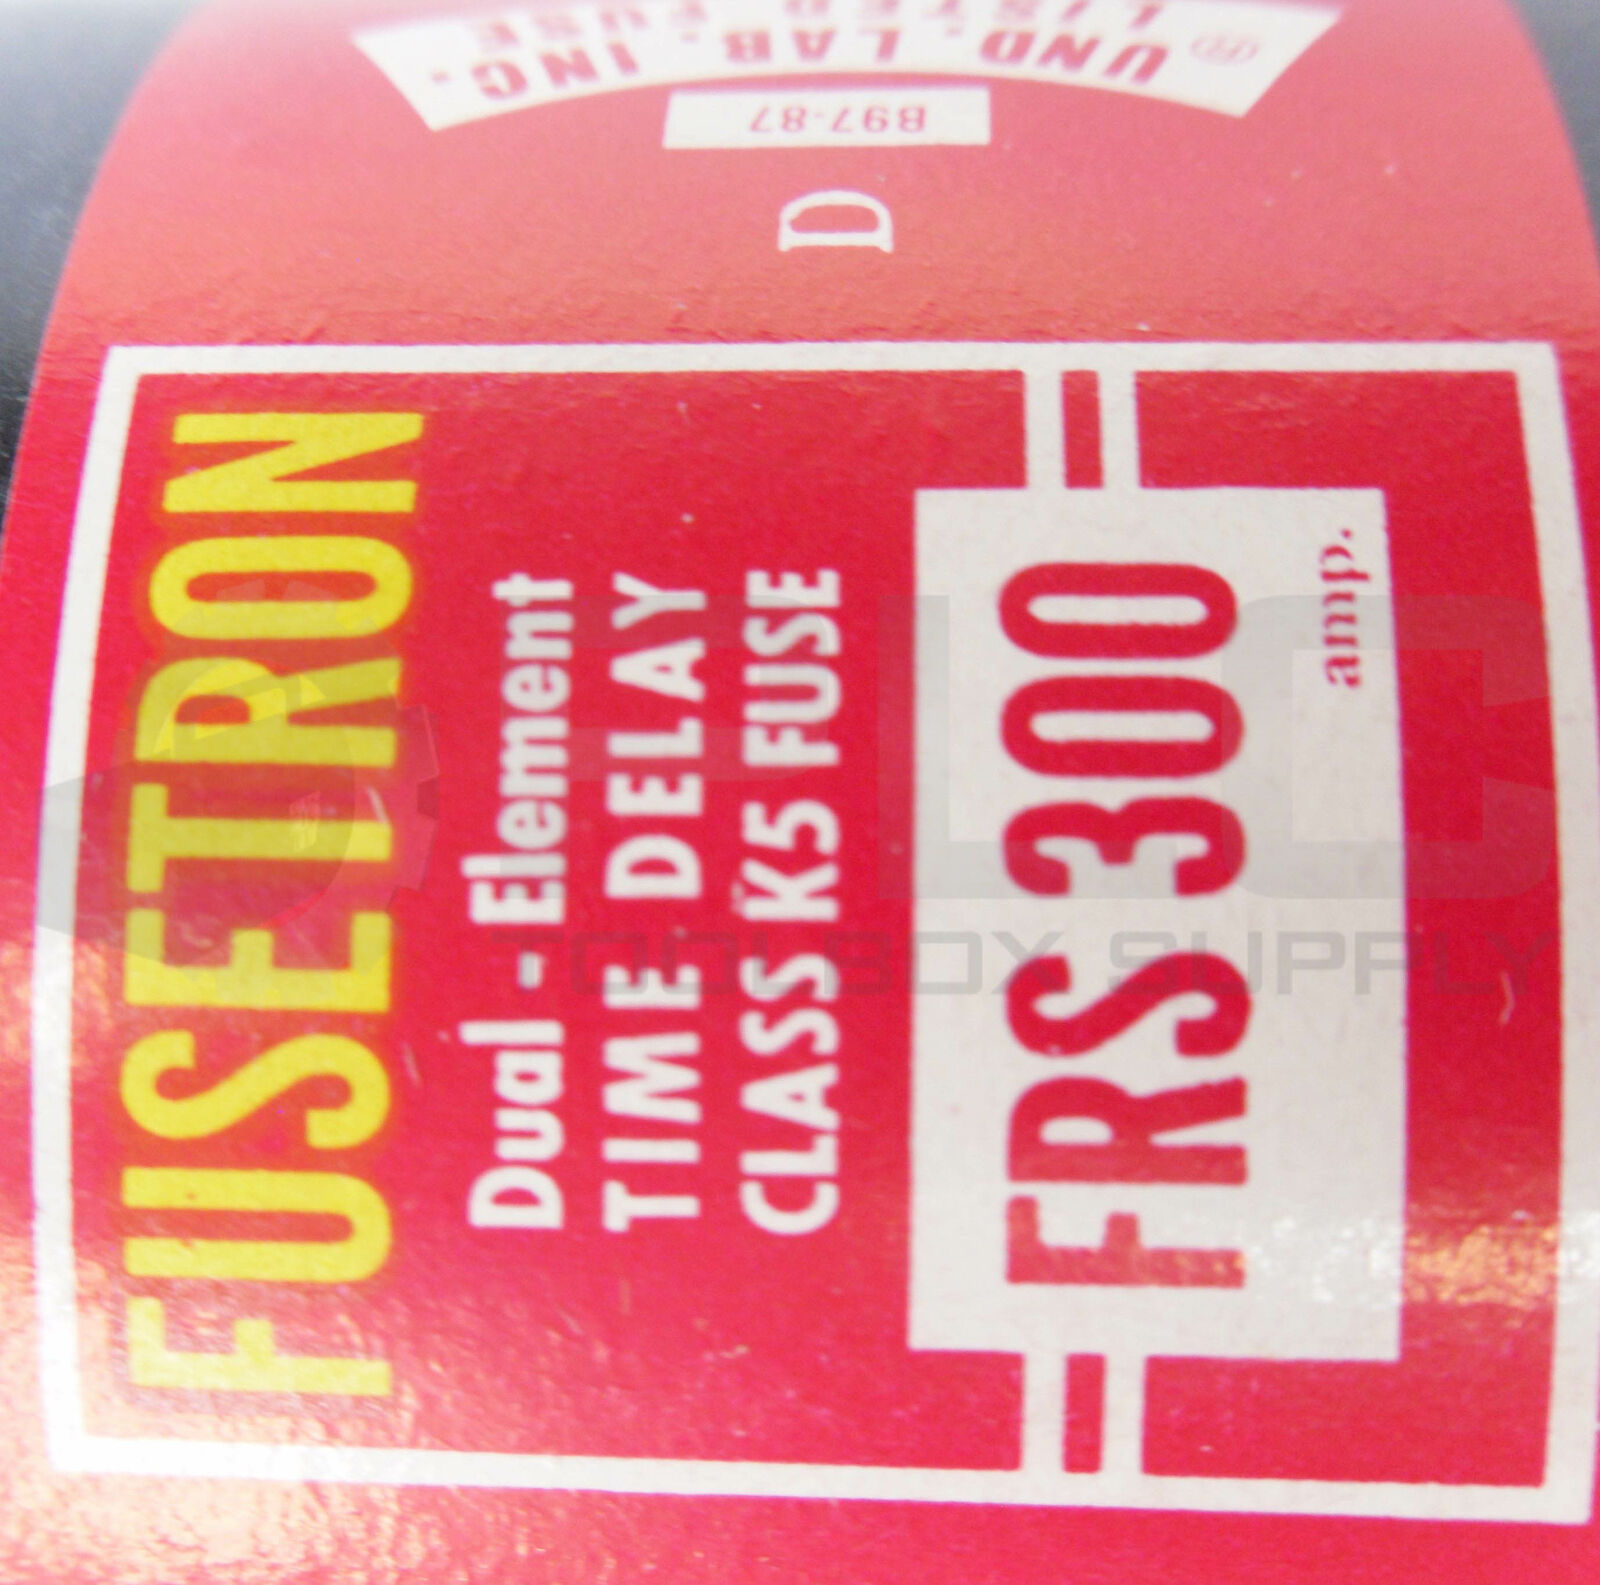 FUSETRON
Dual - Element
TIME DELAY
CLASS K5 FUSE
FRS 300
amp.
D
B97-87
UND. LAB. INC.
LISTED FUSE
PLC
TOOLBOX SUPPLY